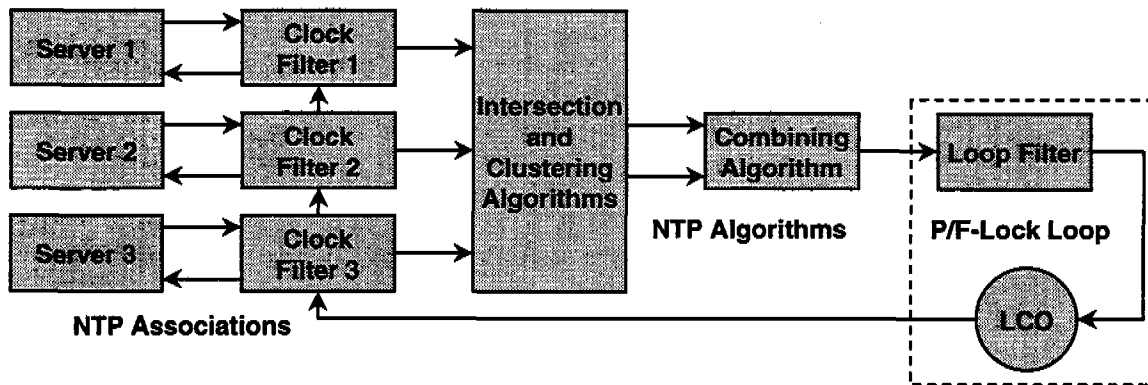 Server 1
Clock
Filter 1
Server 2
Clock
Filter 2
Server 3
Clock
Filter 3
NTP Associations
Intersection
and
Clustering
Algorithms
Combining
Algorithm
NTP Algorithms
Loop Filter
P/F-Lock Loop
LCO